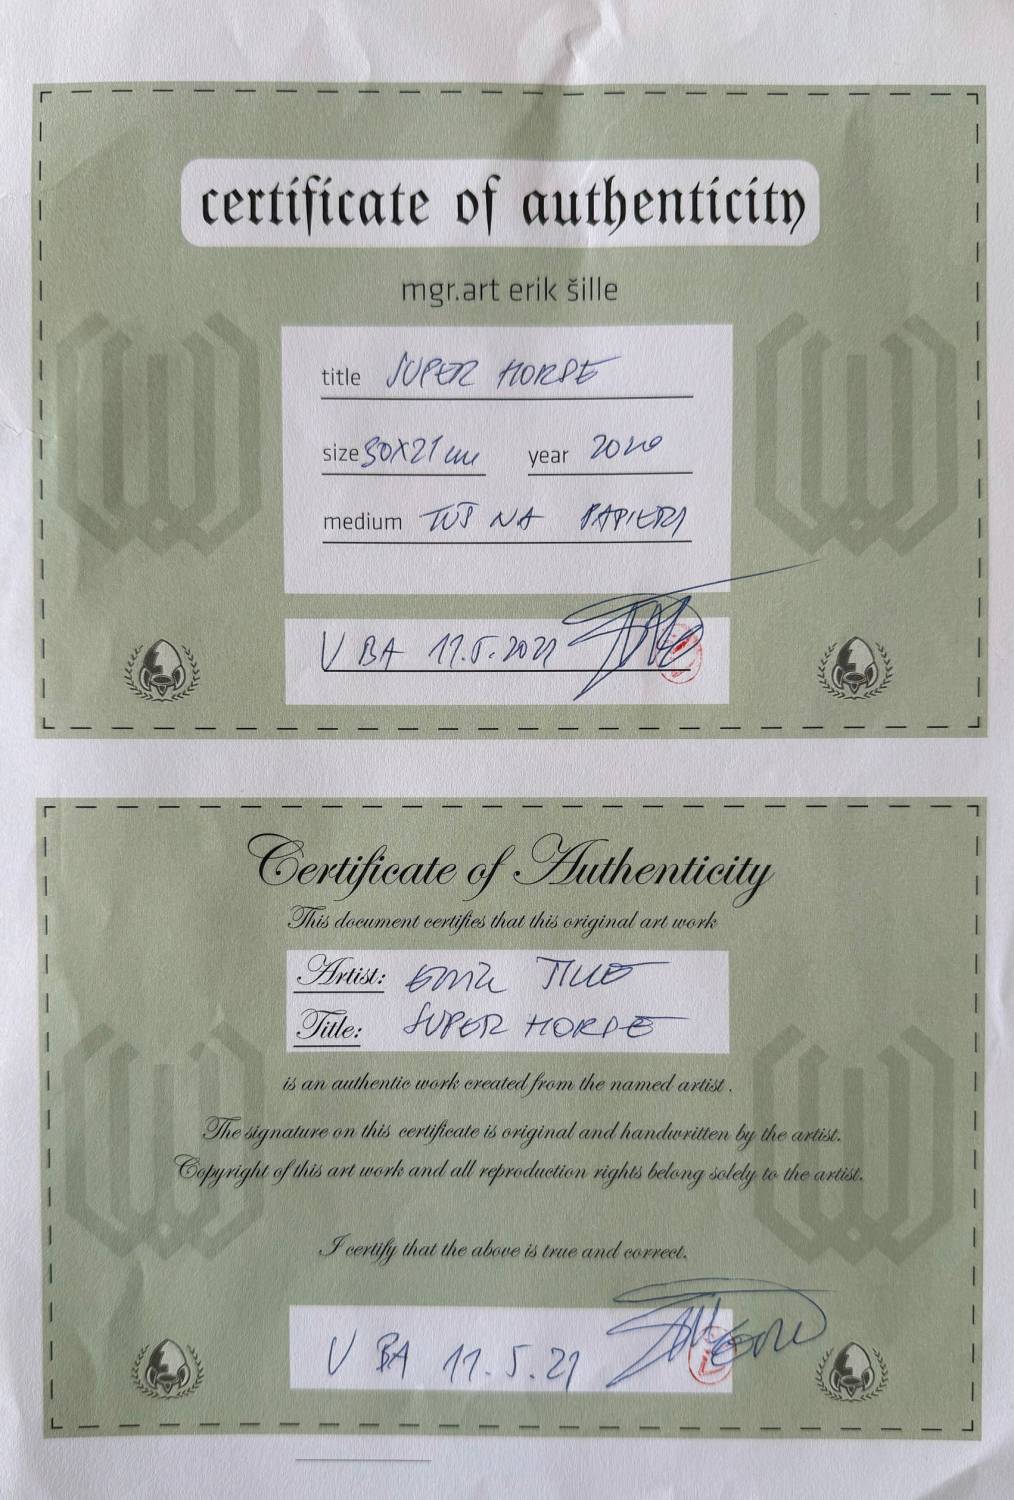 certificate of authenticity
mgr.art erik šille
title SUPER HORDE
size 30X21 cm year 2020
medium TUŠ NA PAPIERI
V BA 11.5.2021
Certificate of Authenticity
This document certifies that this original art work
Artist: ERIK ŠILLE
Title: SUPER HORDE
is an authentic work created from the named artist .
The signature on this certificate is original and handwritten by the artist.
Copyright of this art work and all reproduction rights belong solely to the artist.
I certify that the above is true and correct.
V BA 11.5.21